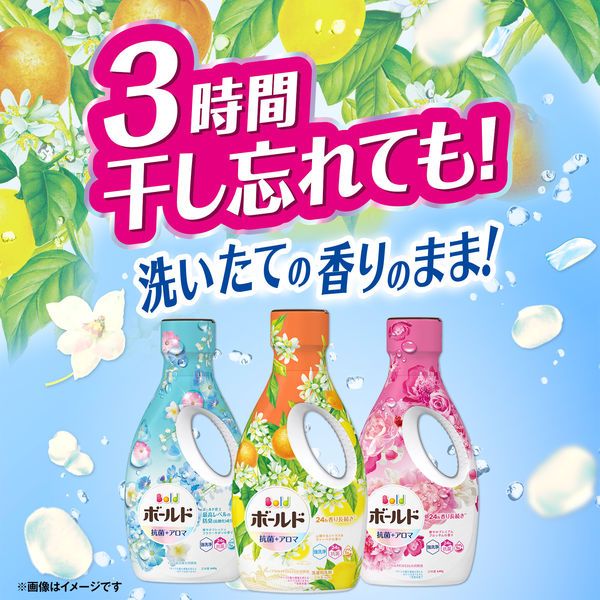 3時間
干し忘れても!
洗いたての香りのまま!
Bold
ボールド
抗菌+アロマ
Bold
ボールド
抗菌+アロマ
24h香り長続き
Bold
ボールド
抗菌+アロマ
24h香り長続き
※画像はイメージです